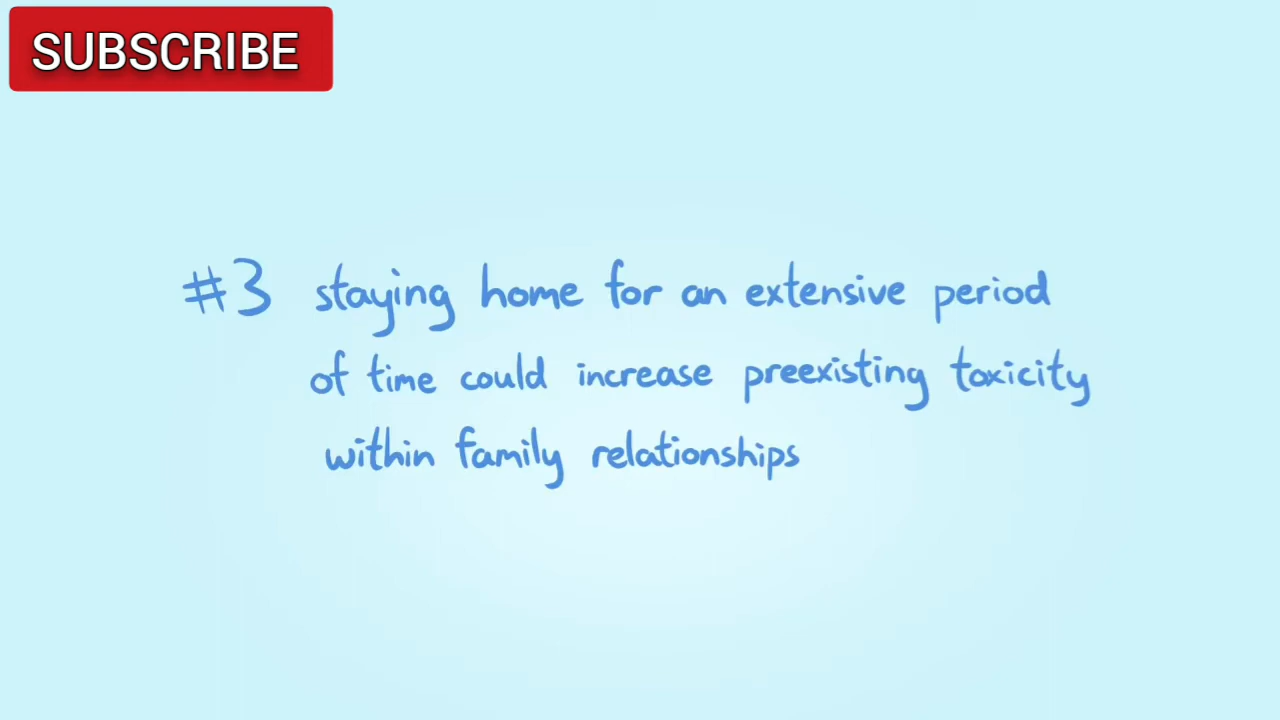 SUBSCRIBE
#3 staying home for an extensive period
of time could increase preexisting toxicity
within family relationships